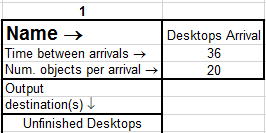 1
Name → Desktops Arrival
Time between arrivals → 36
Num. objects per arrival → 20
Output
destination(s) ↓
Unfinished Desktops